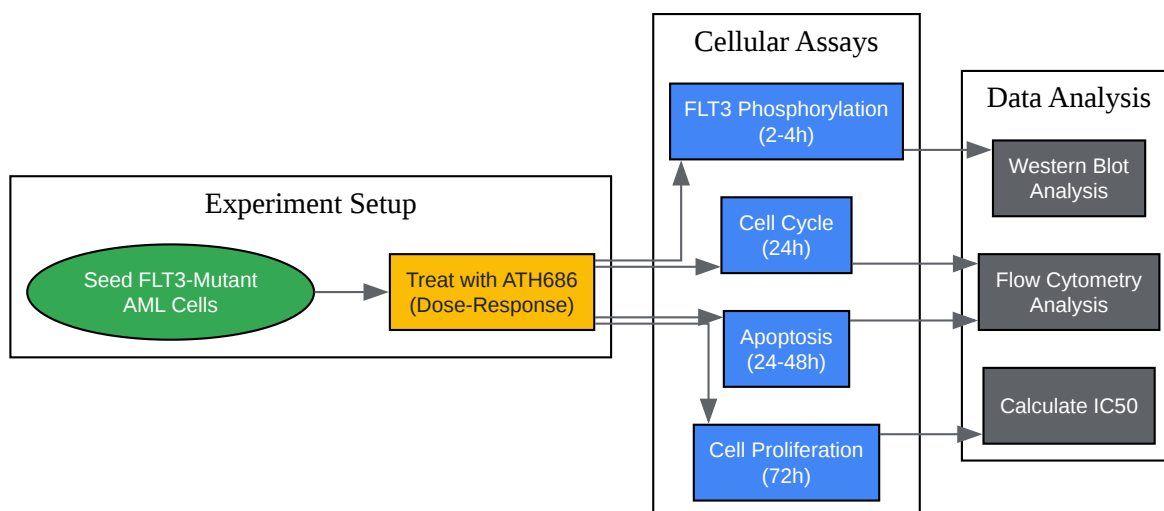 Experiment Setup
Seed FLT3-Mutant
AML Cells
Treat with ATH686
(Dose-Response)
Cellular Assays
FLT3 Phosphorylation
(2-4h)
Cell Cycle
(24h)
Apoptosis
(24-48h)
Cell Proliferation
(72h)
Data Analysis
Western Blot
Analysis
Flow Cytometry
Analysis
Calculate IC50